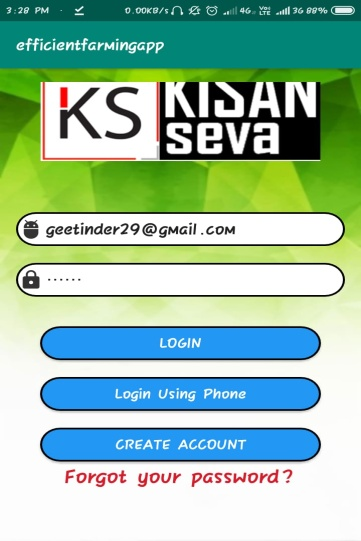 3:28 PM · 0.00KB/s 4G VoLTE 3G 88%
efficientfarmingapp
KS KISAN
seva
geetinder29@gmail.com
......
LOGIN
Login Using Phone
CREATE ACCOUNT
Forgot your password?